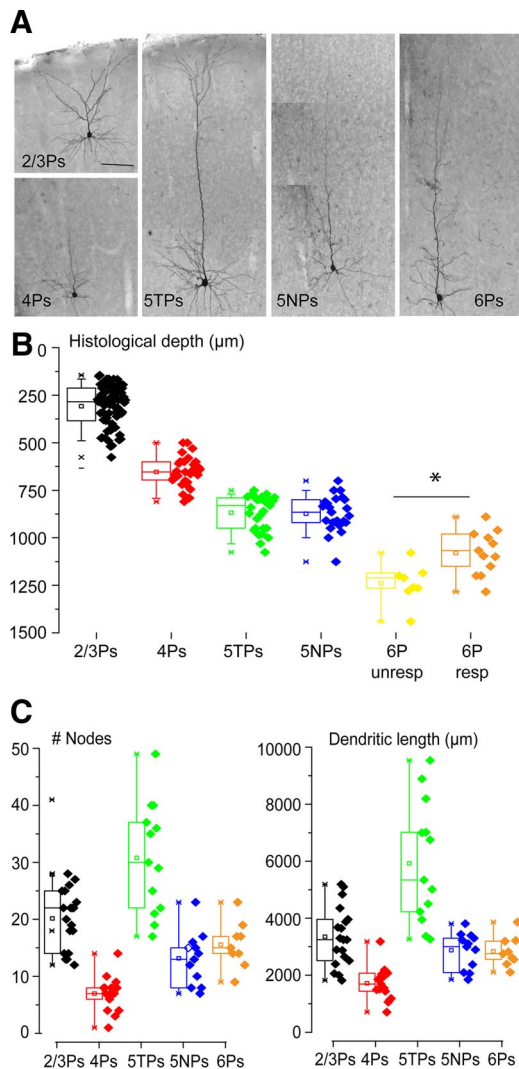 A
2/3Ps
4Ps
5TPs
5NPs
6Ps
B
Histological depth (µm)
0
250
500
750
1000
1250
1500
*
2/3Ps 4Ps 5TPs 5NPs 6P 6P
unresp resp
C
# Nodes
50
40
30
20
10
0
2/3Ps 4Ps 5TPs 5NPs 6Ps
Dendritic length (µm)
10000
8000
6000
4000
2000
0
2/3Ps 4Ps 5TPs 5NPs 6Ps